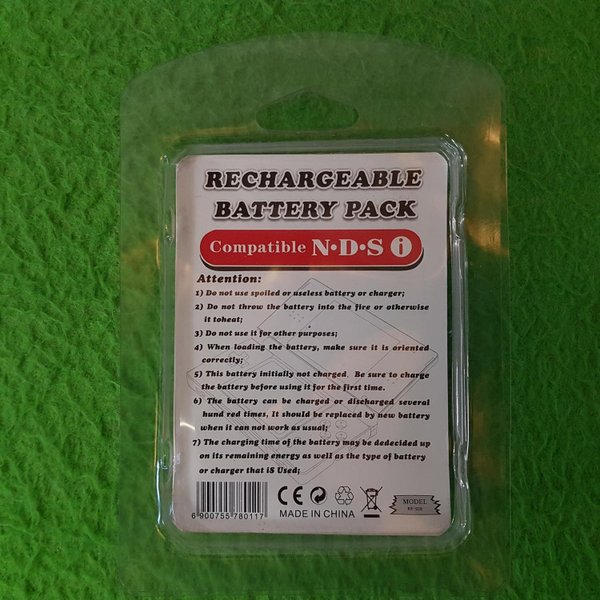 RECHARGEABLE
BATTERY PACK
Compatible N•D•S i
Attention:
1) Do not use spoiled or useless battery or charger;
2) Do not throw the battery into the fire or otherwise
it toheat;
3) Do not use it for other purposes;
4) When loading the battery, make sure it is oriented
correctly;
5) This battery initially not charged. Be sure to charge
the battery before using it for the first time.
6) The battery can be charged or discharged several
hund red times, It should be replaced by new battery
when it can not work as usual;
7) The charging time of the battery may be dedecided up
on its remaining energy as well as the type of battery
or charger that iS Used;
CE
MODEL
6 900755 780117
MADE IN CHINA